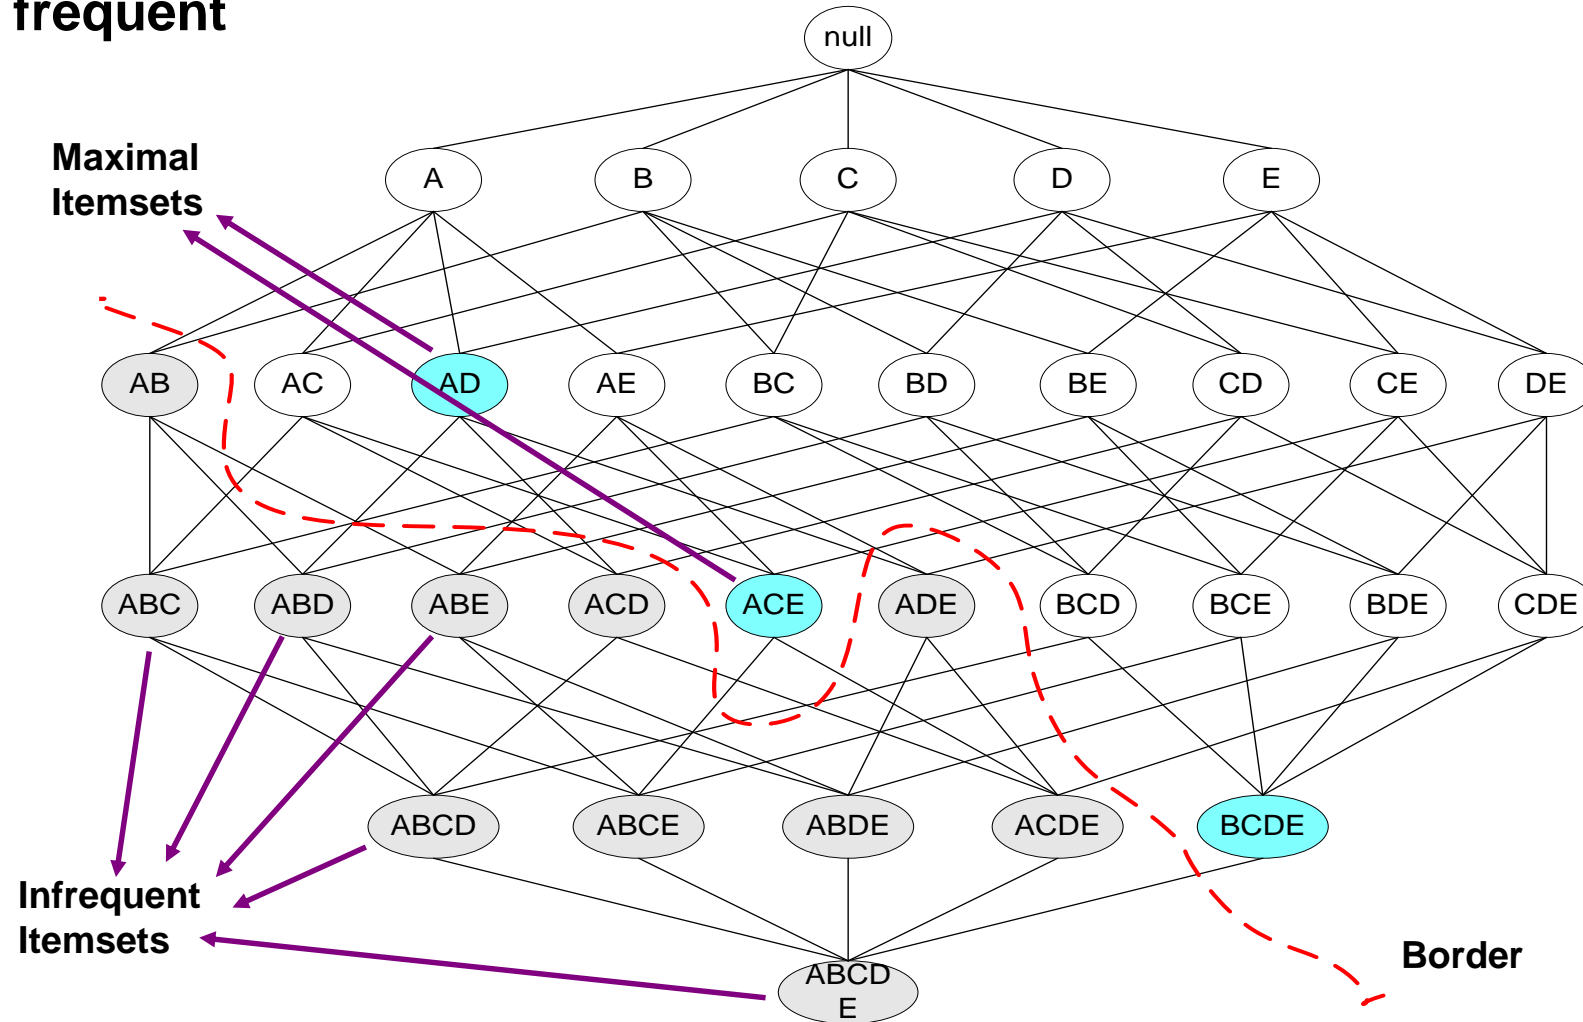 frequent
null
Maximal
Itemsets
A
B
C
D
E
AB
AC
AD
AE
BC
BD
BE
CD
CE
DE
ABC
ABD
ABE
ACD
ACE
ADE
BCD
BCE
BDE
CDE
ABCD
ABCE
ABDE
ACDE
BCDE
Infrequent
Itemsets
Border
ABCD
E